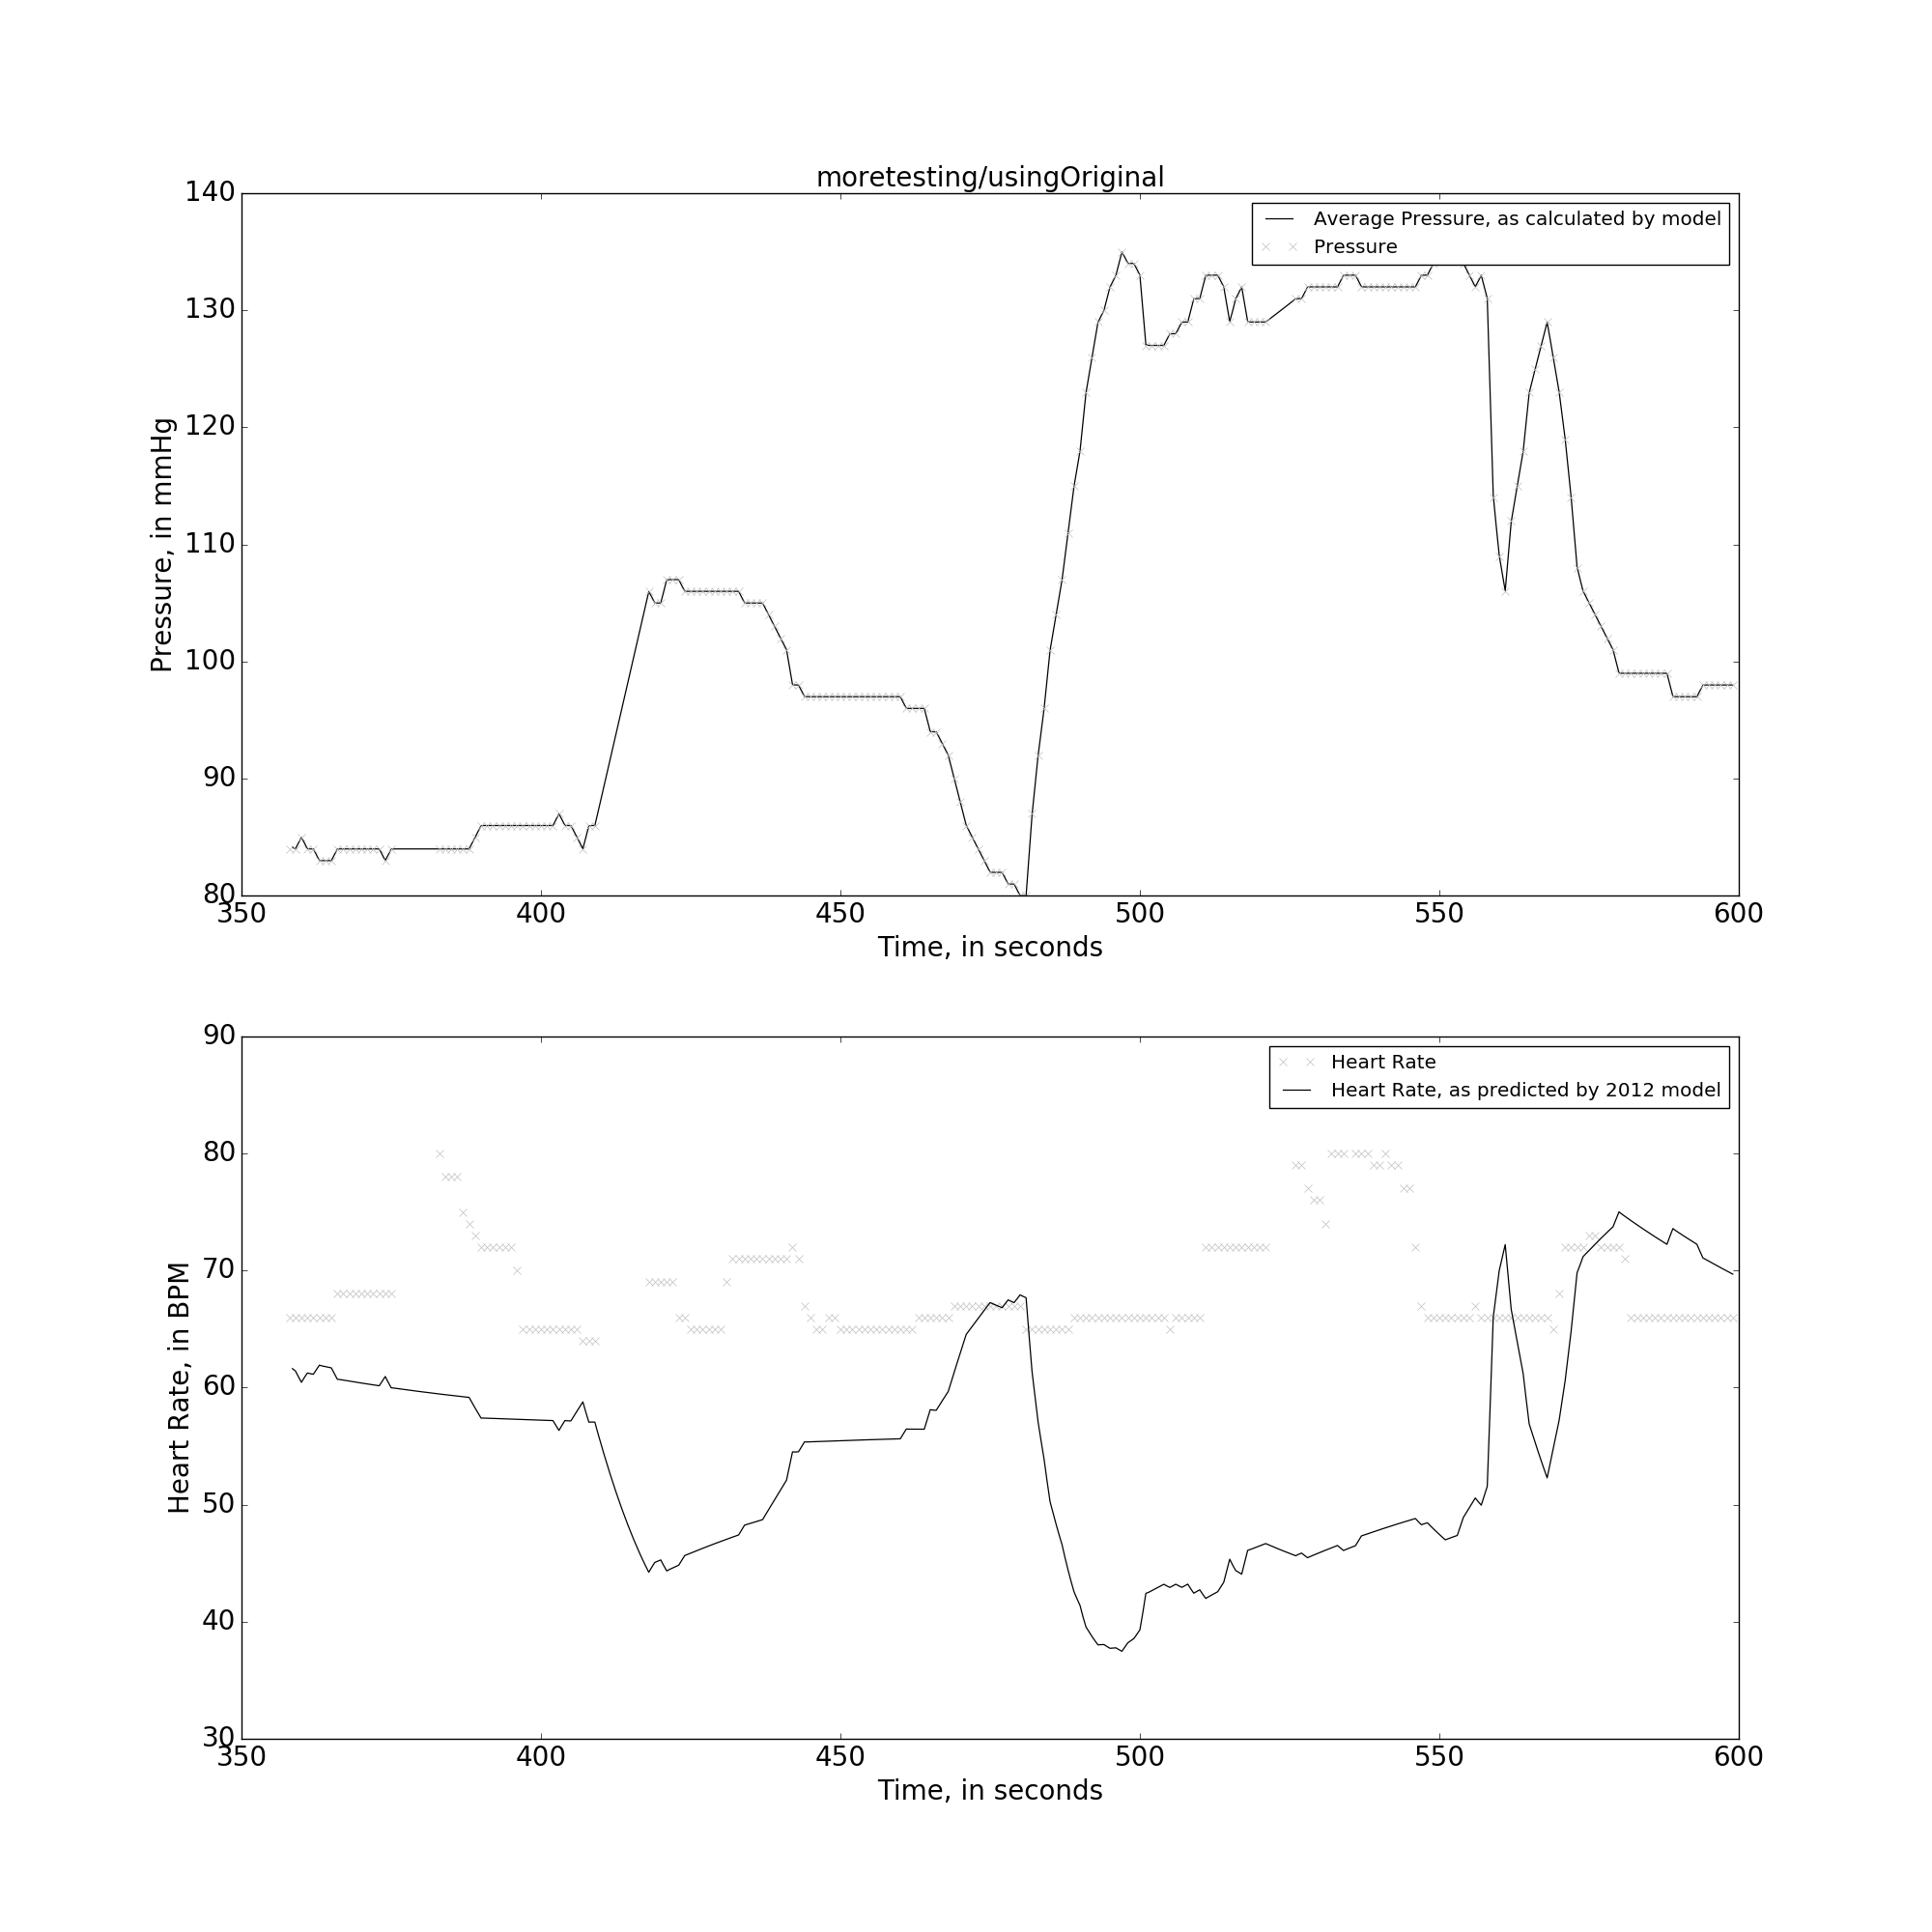 moretesting/usingOriginal
140
130
120
110
100
90
80
Pressure, in mmHg
Average Pressure, as calculated by model
Pressure
350
400
450
500
550
600
Time, in seconds
90
80
70
60
50
40
30
Heart Rate, in BPM
Heart Rate
Heart Rate, as predicted by 2012 model
350
400
450
500
550
600
Time, in seconds